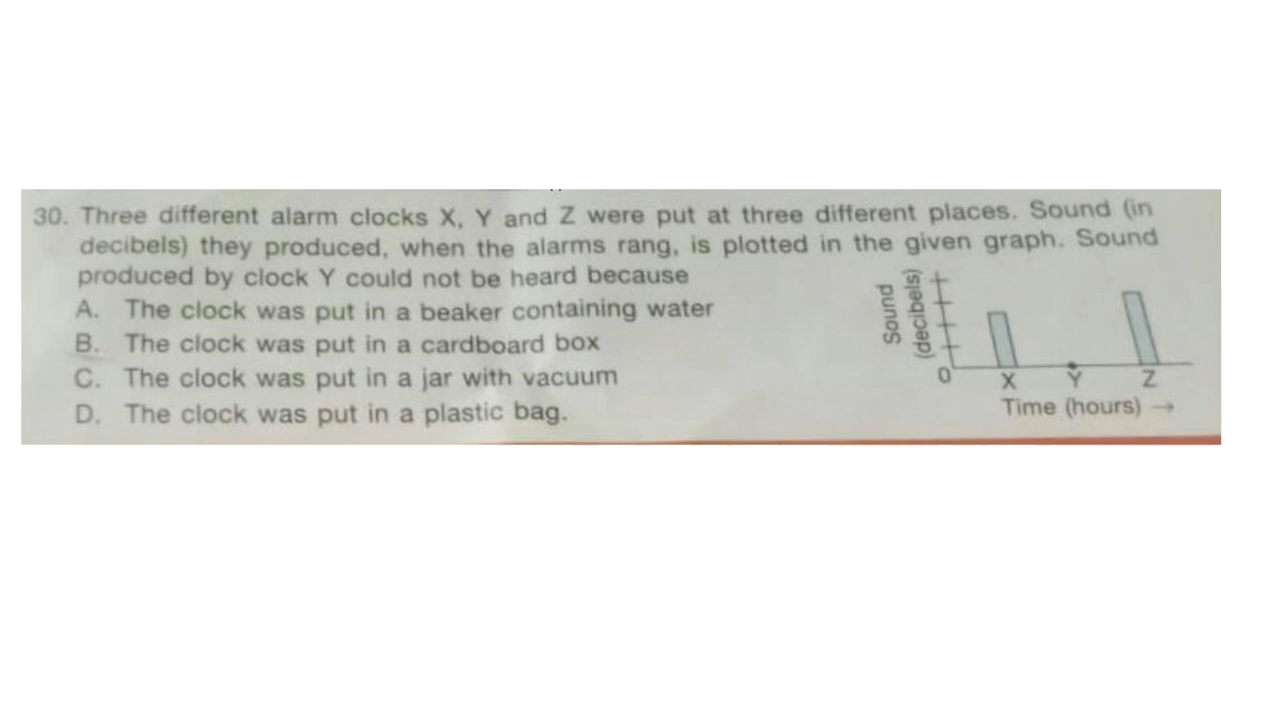 30. Three different alarm clocks X, Y and Z were put at three different places. Sound (in
decibels) they produced, when the alarms rang, is plotted in the given graph. Sound
produced by clock Y could not be heard because
A. The clock was put in a beaker containing water
B. The clock was put in a cardboard box
C. The clock was put in a jar with vacuum
D. The clock was put in a plastic bag.
Sound
(decibels)
0
X Y Z
Time (hours) →